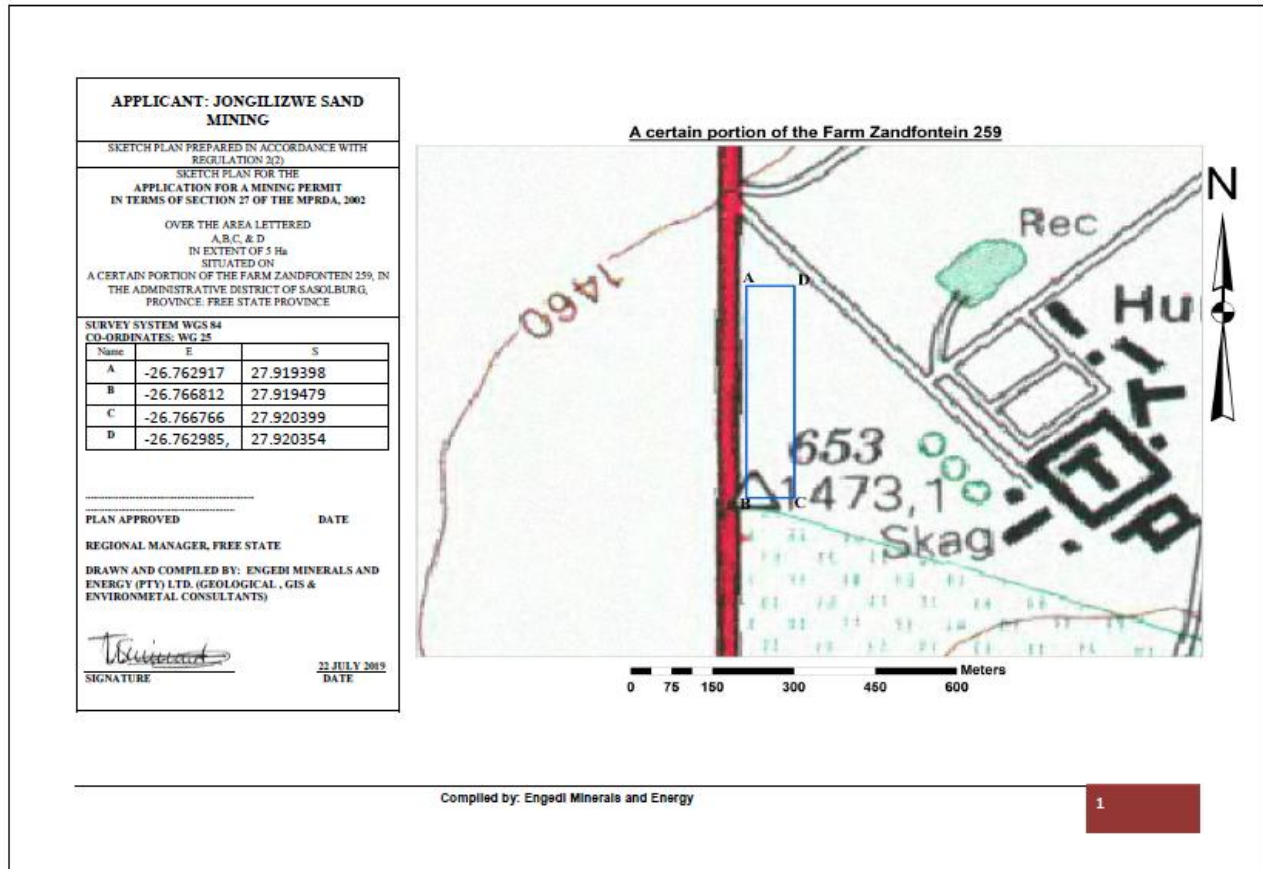 APPLICANT: JONGILIZWE SAND
MINING
SKETCH PLAN PREPARED IN ACCORDANCE WITH
REGULATION 2(2)
SKETCH PLAN FOR THE
APPLICATION FOR A MINING PERMIT
IN TERMS OF SECTION 27 OF THE MPRDA, 2002
OVER THE AREA LETTERED
A,B,C, & D
IN EXTENT OF 5 Ha
SITUATED ON
A CERTAIN PORTION OF THE FARM ZANDFONTEIN 259, IN
THE ADMINISTRATIVE DISTRICT OF SASOLBURG,
PROVINCE: FREE STATE PROVINCE
SURVEY SYSTEM WGS 84
CO-ORDINATES: WG 25
Name E S
A -26.762917 27.919398
B -26.766812 27.919479
C -26.766766 27.920399
D -26.762985, 27.920354
PLAN APPROVED DATE
REGIONAL MANAGER, FREE STATE
DRAWN AND COMPILED BY: ENGEDI MINERALS AND
ENERGY (PTY) LTD. (GEOLOGICAL , GIS &
ENVIRONMETAL CONSULTANTS)
22 JULY 2019
SIGNATURE DATE
A certain portion of the Farm Zandfontein 259
N
Rec
1460
A D
Hu
653
B C
1473,1
Skag
T
Meters
0 75 150 300 450 600
Compiled by: Engedi Minerals and Energy
1